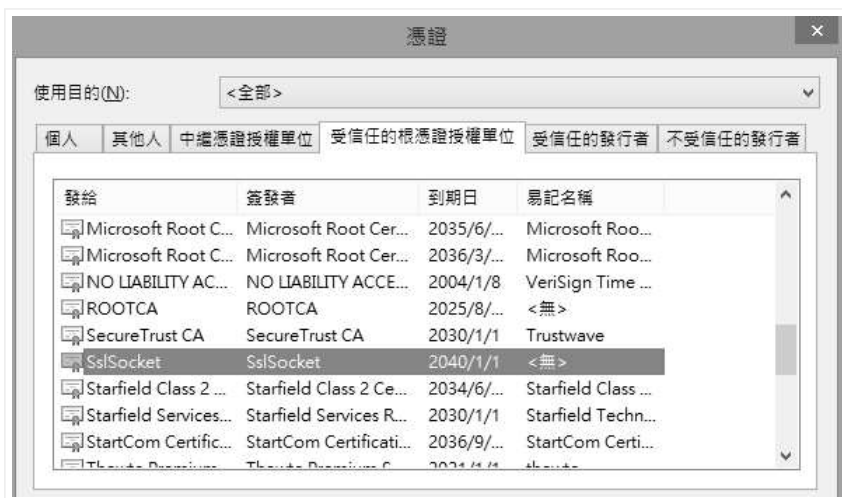 憑證
×
使用目的(N): <全部>
個人 其他人 中繼憑證授權單位 受信任的根憑證授權單位 受信任的發行者 不受信任的發行者
發給 簽發者 到期日 易記名稱
Microsoft Root C... Microsoft Root Cer... 2035/6/... Microsoft Roo...
Microsoft Root C... Microsoft Root Cer... 2036/3/... Microsoft Roo...
NO LIABILITY AC... NO LIABILITY ACCE... 2004/1/8 VeriSign Time ...
ROOTCA ROOTCA 2025/8/... <無>
SecureTrust CA SecureTrust CA 2030/1/1 Trustwave
SslSocket SslSocket 2040/1/1 <無>
Starfield Class 2 ... Starfield Class 2 Ce... 2034/6/... Starfield Class ...
Starfield Services... Starfield Services R... 2030/1/1 Starfield Techn...
StartCom Certific... StartCom Certificati... 2036/9/... StartCom Certi...